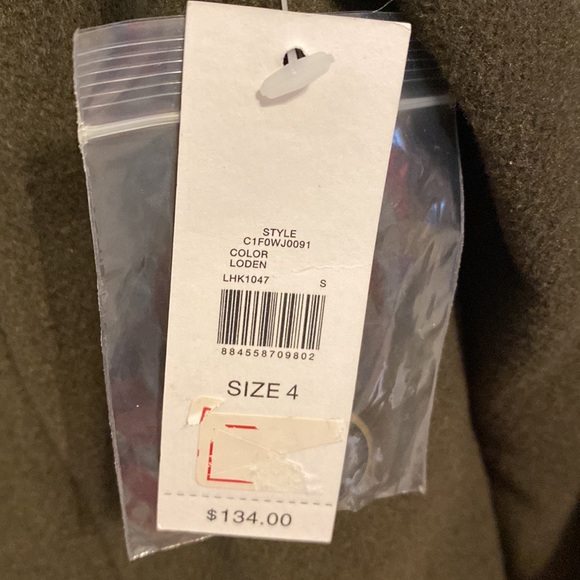 STYLE
C1F0WJ0091
COLOR
LODEN
LHK1047 S
884558709802
SIZE 4
$134.00